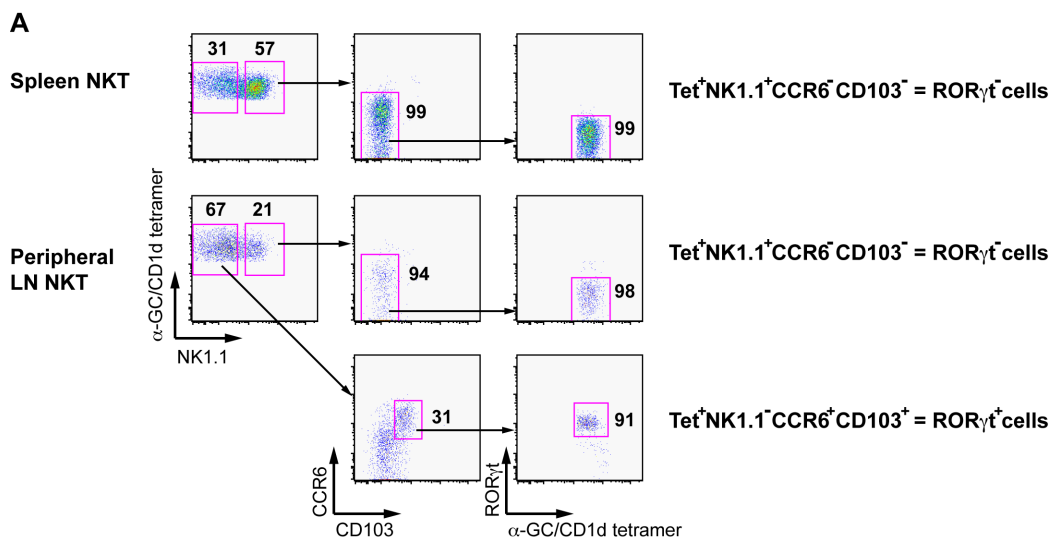 A
Spleen NKT
31 57
99
99
Tet⁺NK1.1⁺CCR6⁻CD103⁻ = RORγt⁻cells
Peripheral
LN NKT
67 21
94
98
Tet⁺NK1.1⁺CCR6⁻CD103⁻ = RORγt⁻cells
α-GC/CD1d tetramer
NK1.1
31
91
Tet⁺NK1.1⁻CCR6⁺CD103⁺ = RORγt⁺cells
CCR6
CD103
RORγt
α-GC/CD1d tetramer